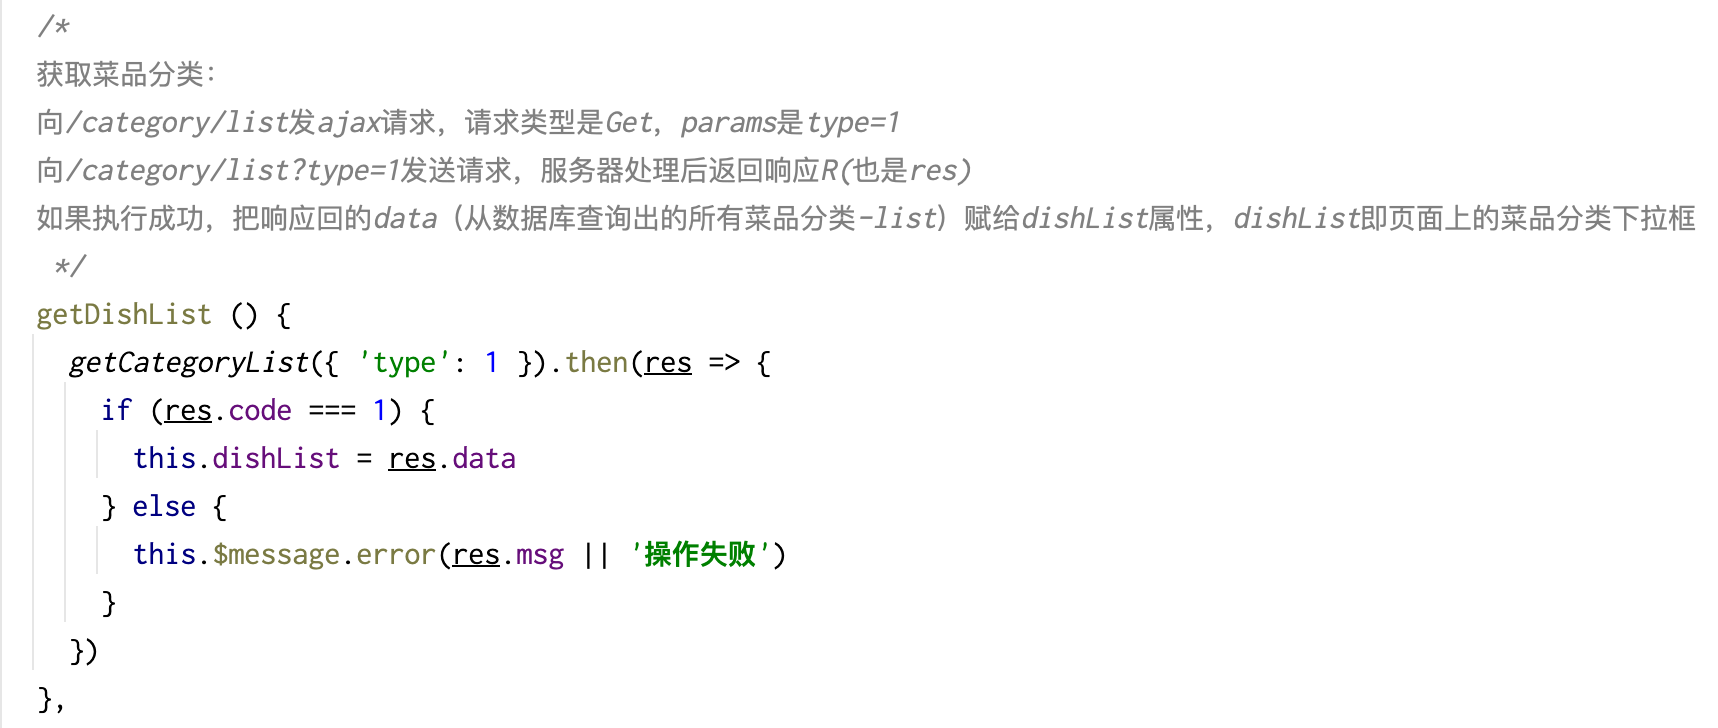 /*
获取菜品分类：
向/category/list发ajax请求，请求类型是Get，params是type=1
向/category/list?type=1发送请求，服务器处理后返回响应R(也是res)
如果执行成功，把响应回的data（从数据库查询出的所有菜品分类-list）赋给dishList属性，dishList即页面上的菜品分类下拉框
 */
getDishList () {
  getCategoryList({ 'type': 1 }).then(res => {
    if (res.code === 1) {
      this.dishList = res.data
    } else {
      this.$message.error(res.msg || '操作失败')
    }
  })
},